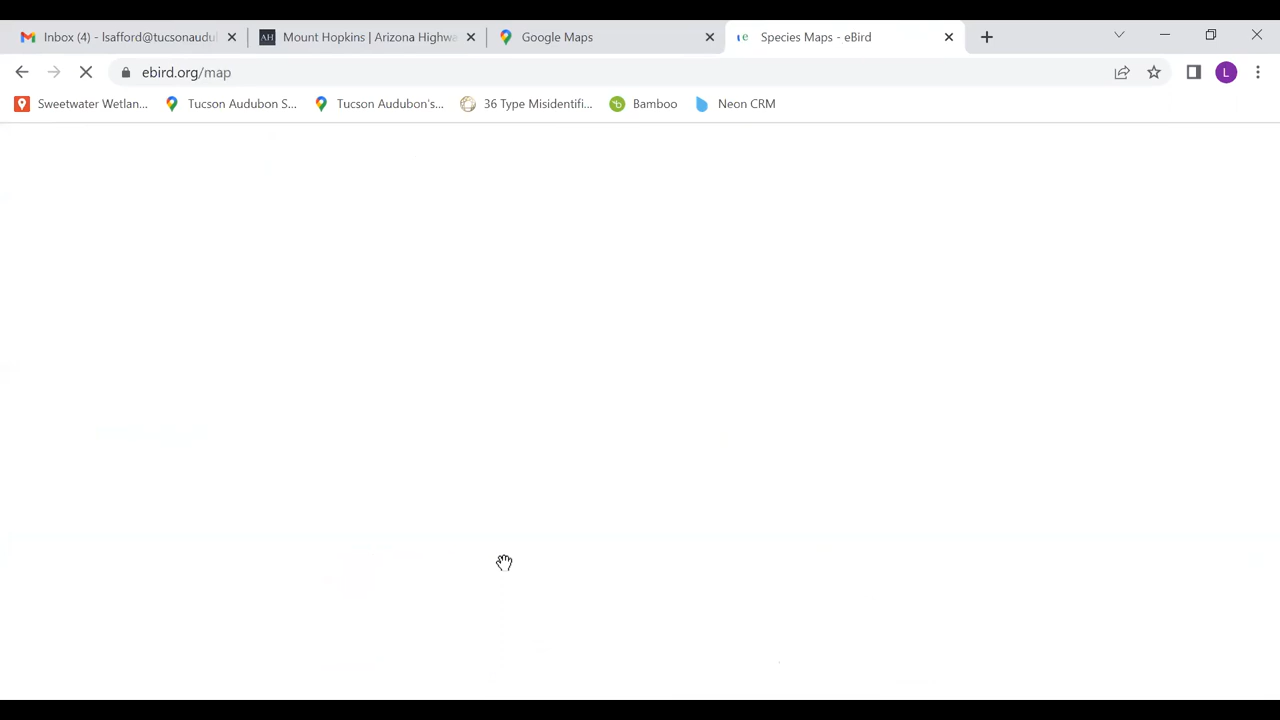 Inbox (4) - lsafford@tucsonaudu
Mount Hopkins | Arizona Highwa
Google Maps
Species Maps - eBird
ebird.org/map
L
Sweetwater Wetlan...
Tucson Audubon S...
Tucson Audubon's...
36 Type Misidentifi...
Bamboo
Neon CRM